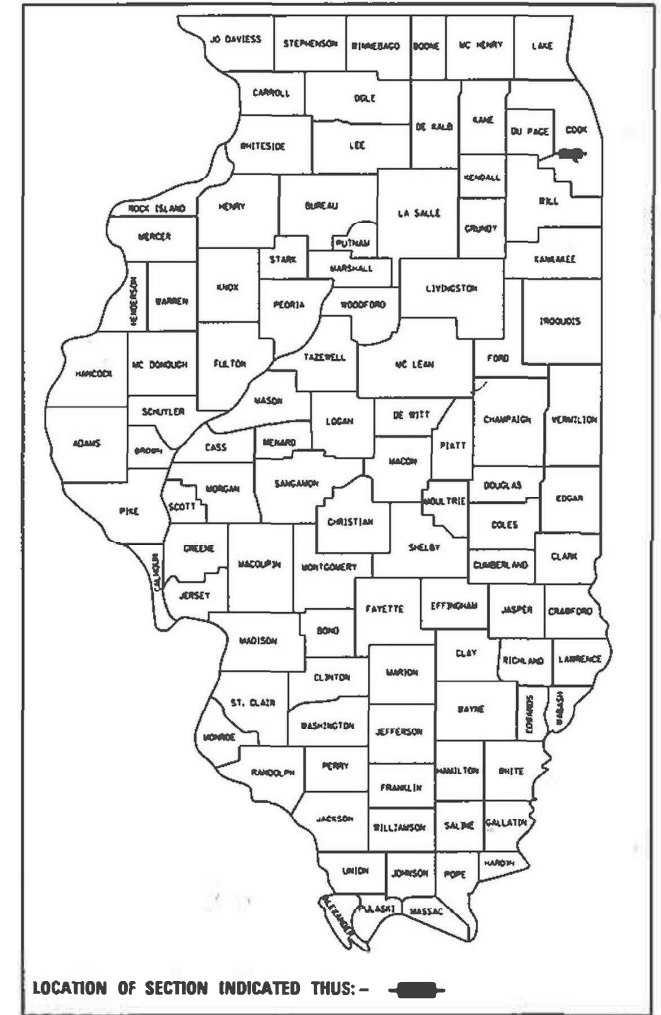 JO DAVIESS STEPHENSON WINNEBAGO BOONE MC HENRY LAKE
CARROLL OGLE DE KALB KANE DU PAGE COOK
WHITESIDE LEE KENDALL
ROCK ISLAND HENRY BUREAU LA SALLE GRUNDY WILL
MERCER PUTNAM KANKAKEE
STARK MARSHALL
HENDERSON WARREN KNOX PEORIA WOODFORD LIVINGSTON IROQUOIS
HANCOCK MC DONOUGH FULTON TAZEWELL MC LEAN FORD
MASON
SCHUYLER LOGAN DE WITT CHAMPAIGN VERMILION
ADAMS BROWN CASS MENARD MACON PIATT
PIKE SCOTT MORGAN SANGAMON MOULTRIE DOUGLAS EDGAR
CHRISTIAN COLES
CALHOUN GREENE MACOUPIN MONTGOMERY SHELBY CUMBERLAND CLARK
JERSEY FAYETTE EFFINGHAM JASPER CRAWFORD
MADISON BOND CLAY RICHLAND LAWRENCE
CLINTON MARION
ST. CLAIR WASHINGTON JEFFERSON WAYNE EDWARDS WABASH
MONROE
RANDOLPH PERRY HAMILTON WHITE
FRANKLIN
JACKSON WILLIAMSON SALINE GALLATIN
UNION JOHNSON POPE HARDIN
ALEXANDER PULASKI MASSAC
LOCATION OF SECTION INDICATED THUS: -